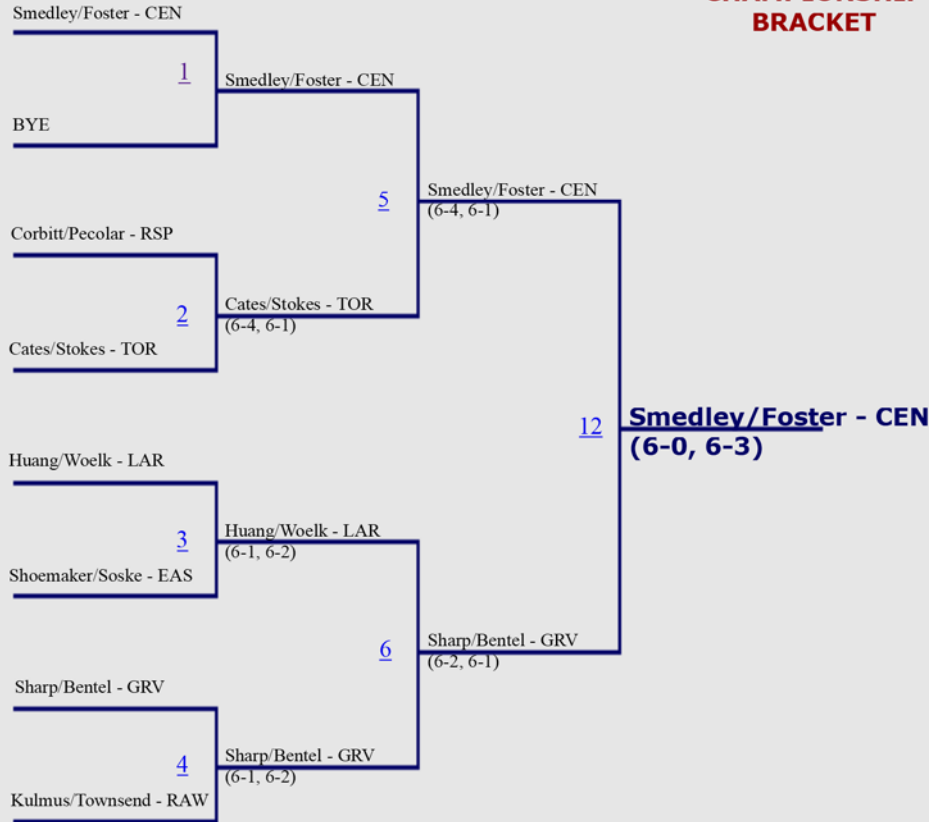 BRACKET
Smedley/Foster - CEN
1
Smedley/Foster - CEN
BYE
5
Smedley/Foster - CEN
(6-4, 6-1)
Corbitt/Pecolar - RSP
2
Cates/Stokes - TOR
(6-4, 6-1)
Cates/Stokes - TOR
12
Smedley/Foster - CEN
(6-0, 6-3)
Huang/Woelk - LAR
3
Huang/Woelk - LAR
(6-1, 6-2)
Shoemaker/Soske - EAS
6
Sharp/Bentel - GRV
(6-2, 6-1)
Sharp/Bentel - GRV
4
Sharp/Bentel - GRV
(6-1, 6-2)
Kulmus/Townsend - RAW